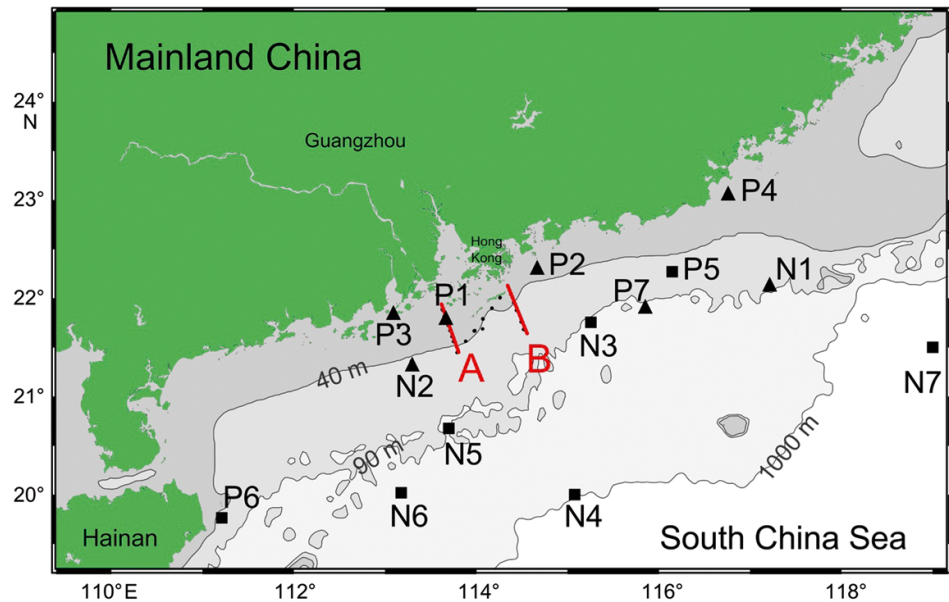 Mainland China
24°
N
Guangzhou
23°
P4
Hong
Kong
P2
P5
N1
22°
P1
P7
P3
N3
A
B
40 m
N2
21°
N7
N5
90 m
1000 m
20°
P6
N6
N4
Hainan
South China Sea
110°E
112°
114°
116°
118°